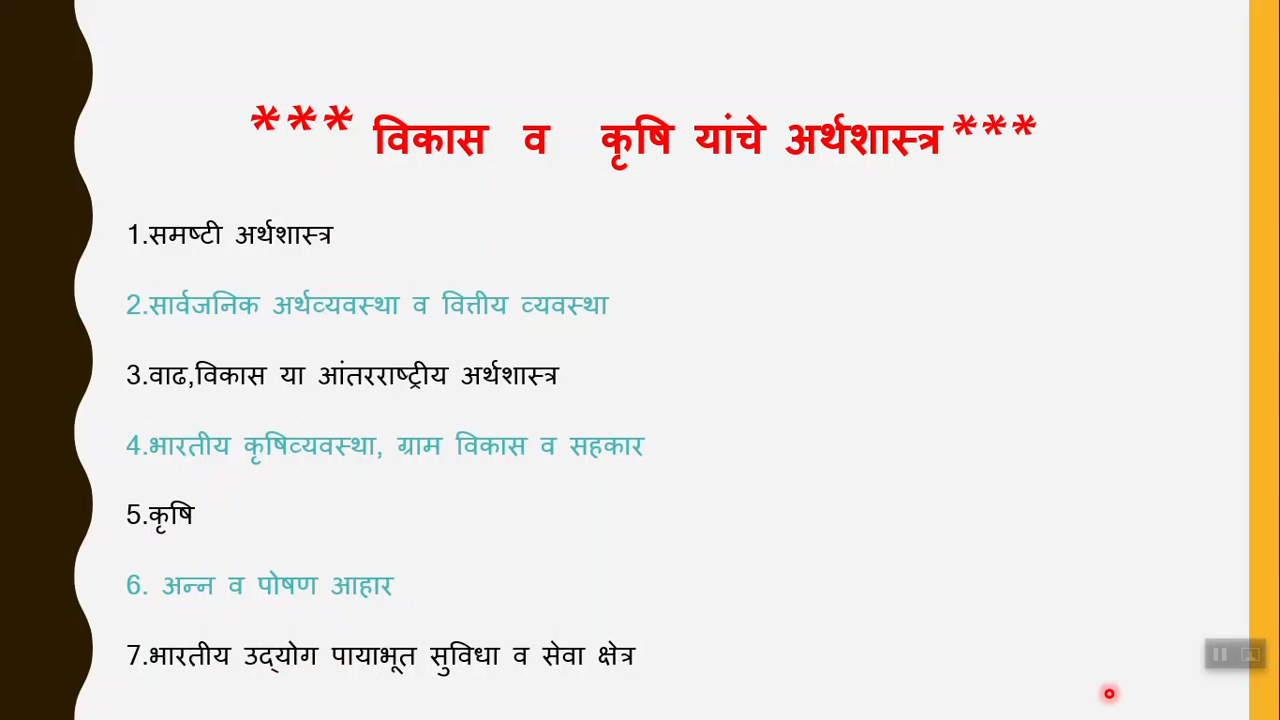 *** विकास व कृषि यांचे अर्थशास्त्र ***
1.समष्टी अर्थशास्त्र
2.सार्वजनिक अर्थव्यवस्था व वित्तीय व्यवस्था
3.वाढ,विकास या आंतरराष्ट्रीय अर्थशास्त्र
4.भारतीय कृषिव्यवस्था, ग्राम विकास व सहकार
5.कृषि
6. अन्न व पोषण आहार
7.भारतीय उद्योग पायाभूत सुविधा व सेवा क्षेत्र